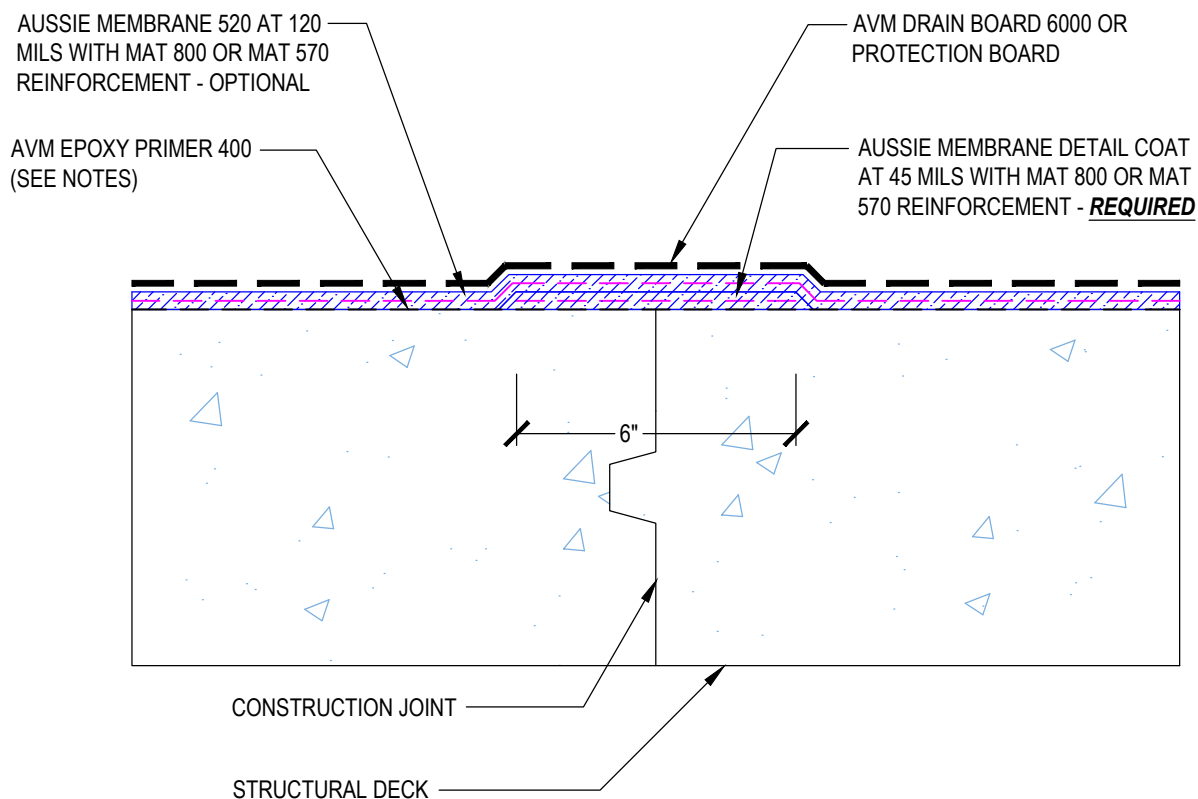 AUSSIE MEMBRANE 520 AT 120
MILS WITH MAT 800 OR MAT 570
REINFORCEMENT - OPTIONAL
AVM EPOXY PRIMER 400
(SEE NOTES)
AVM DRAIN BOARD 6000 OR
PROTECTION BOARD
AUSSIE MEMBRANE DETAIL COAT
AT 45 MILS WITH MAT 800 OR MAT
570 REINFORCEMENT - REQUIRED
6"
CONSTRUCTION JOINT
STRUCTURAL DECK